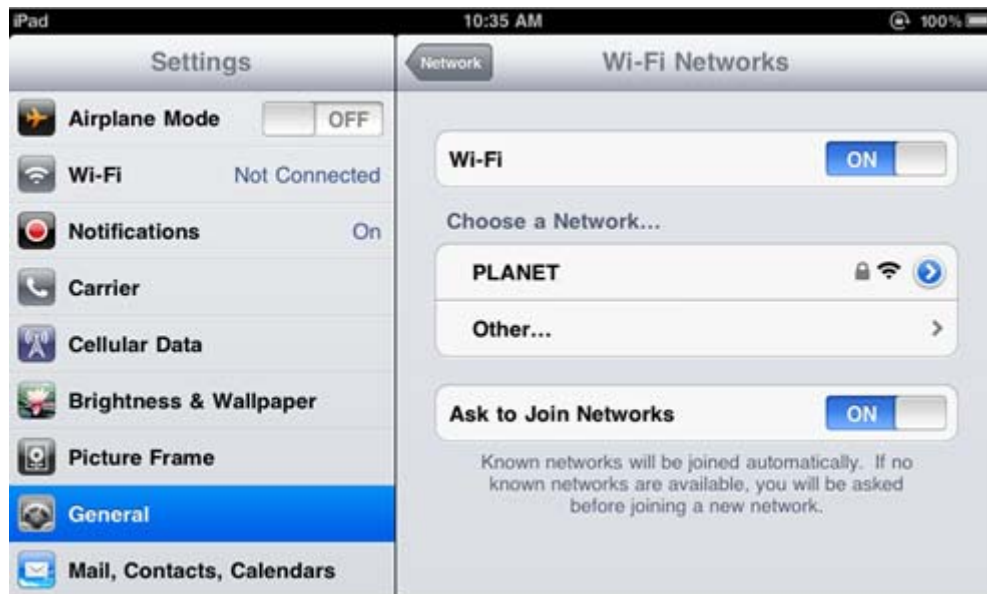 iPad 10:35 AM 100%
Settings
Airplane Mode OFF
Wi-Fi Not Connected
Notifications On
Carrier
Cellular Data
Brightness & Wallpaper
Picture Frame
General
Mail, Contacts, Calendars
Network Wi-Fi Networks
Wi-Fi ON
Choose a Network...
PLANET
Other...
Ask to Join Networks ON
Known networks will be joined automatically. If no
known networks are available, you will be asked
before joining a new network.